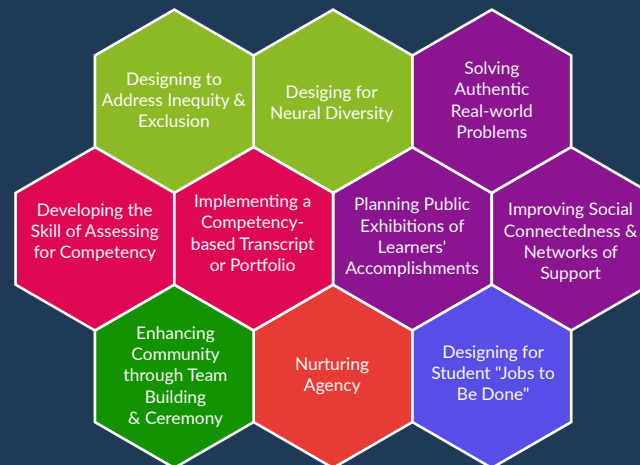 Designing to
Address Inequity &
Exclusion
Desiging for
Neural Diversity
Solving
Authentic
Real-world
Problems
Developing the
Skill of Assessing
for Competency
Implementing a
Competency-
based Transcript
or Portfolio
Planning Public
Exhibitions of
Learners'
Accomplishments
Improving Social
Connectedness &
Networks of
Support
Enhancing
Community
through Team
Building
& Ceremony
Nurturing
Agency
Designing for
Student "Jobs to
Be Done"